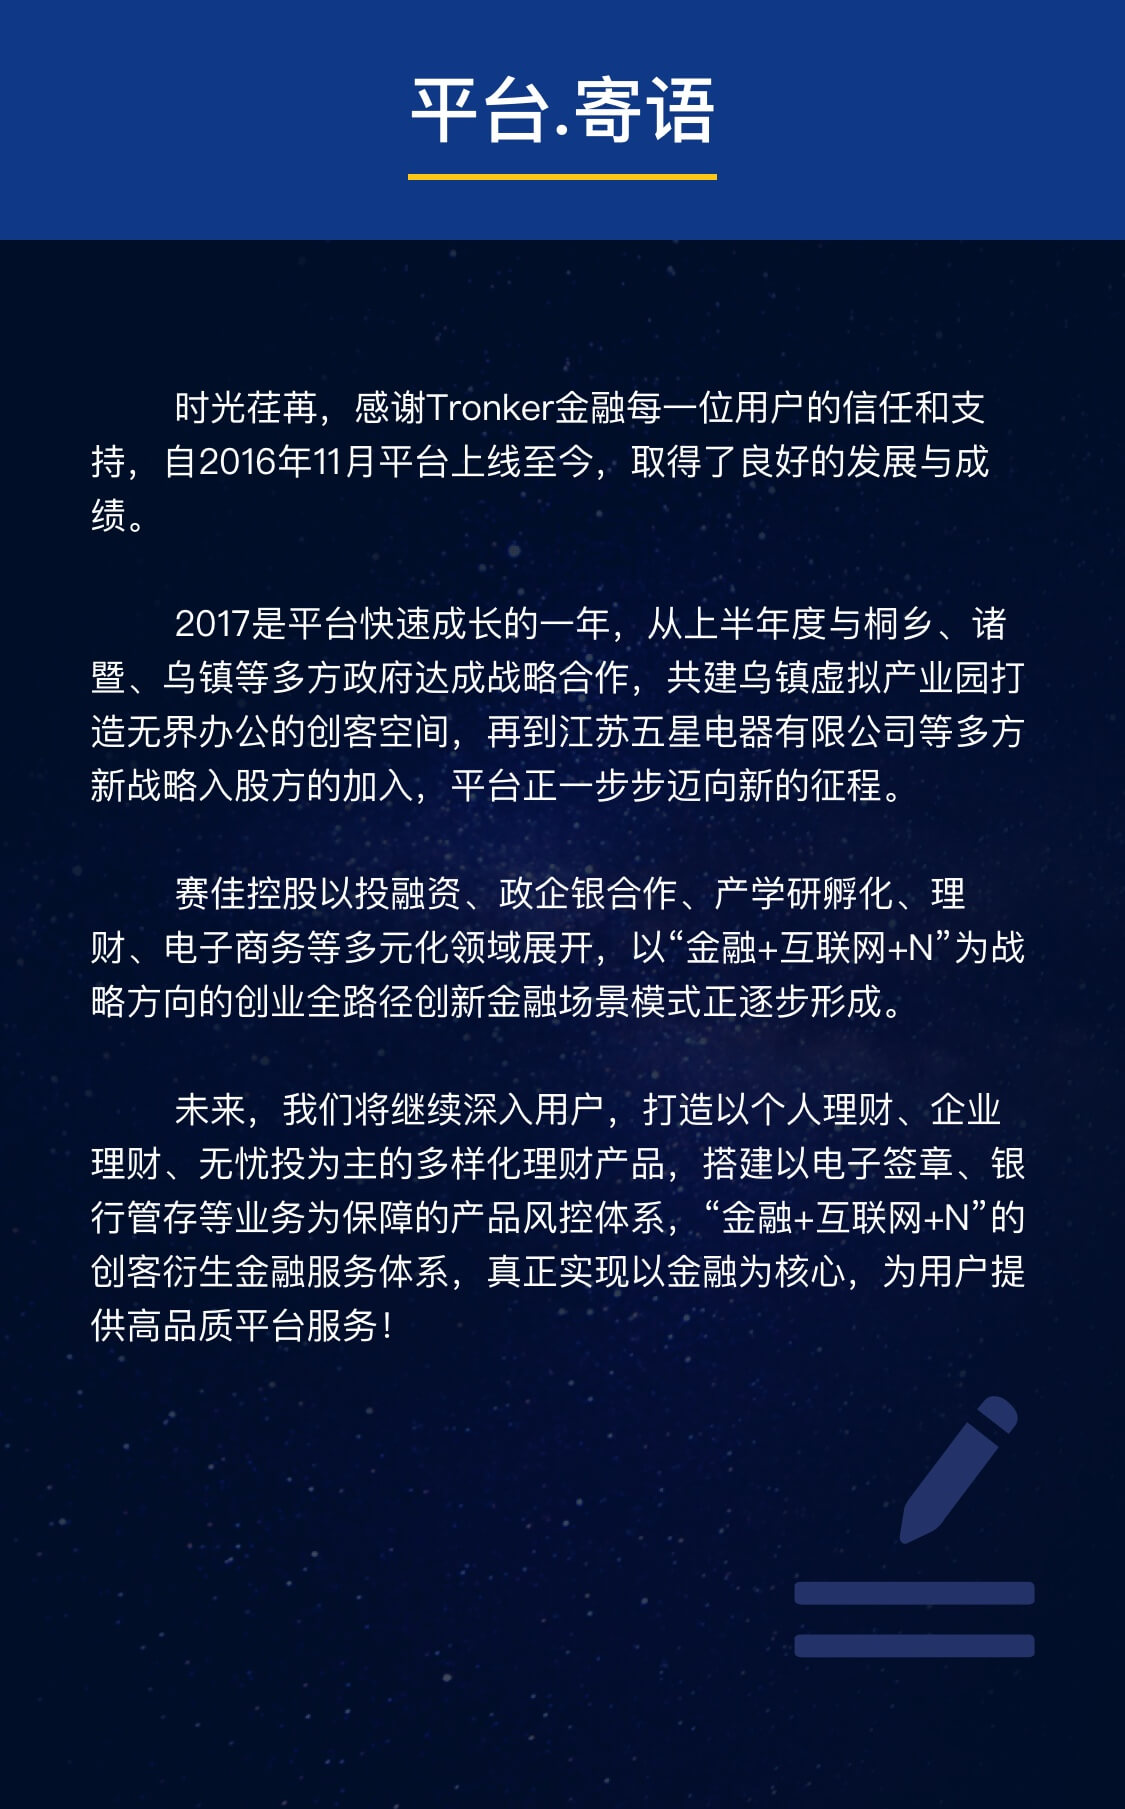 平台.寄语
时光荏苒，感谢Tronker金融每一位用户的信任和支
持，自2016年11月平台上线至今，取得了良好的发展与成
绩。
2017是平台快速成长的一年，从上半年度与桐乡、诸
暨、乌镇等多方政府达成战略合作，共建乌镇虚拟产业园打
造无界办公的创客空间，再到江苏五星电器有限公司等多方
新战略入股方的加入，平台正一步步迈向新的征程。
赛佳控股以投融资、政企银合作、产学研孵化、理
财、电子商务等多元化领域展开，以“金融+互联网+N”为战
略方向的创业全路径创新金融场景模式正逐步形成。
未来，我们将继续深入用户，打造以个人理财、企业
理财、无忧投为主的多样化理财产品，搭建以电子签章、银
行管存等业务为保障的产品风控体系，“金融+互联网+N”的
创客衍生金融服务体系，真正实现以金融为核心，为用户提
供高品质平台服务！